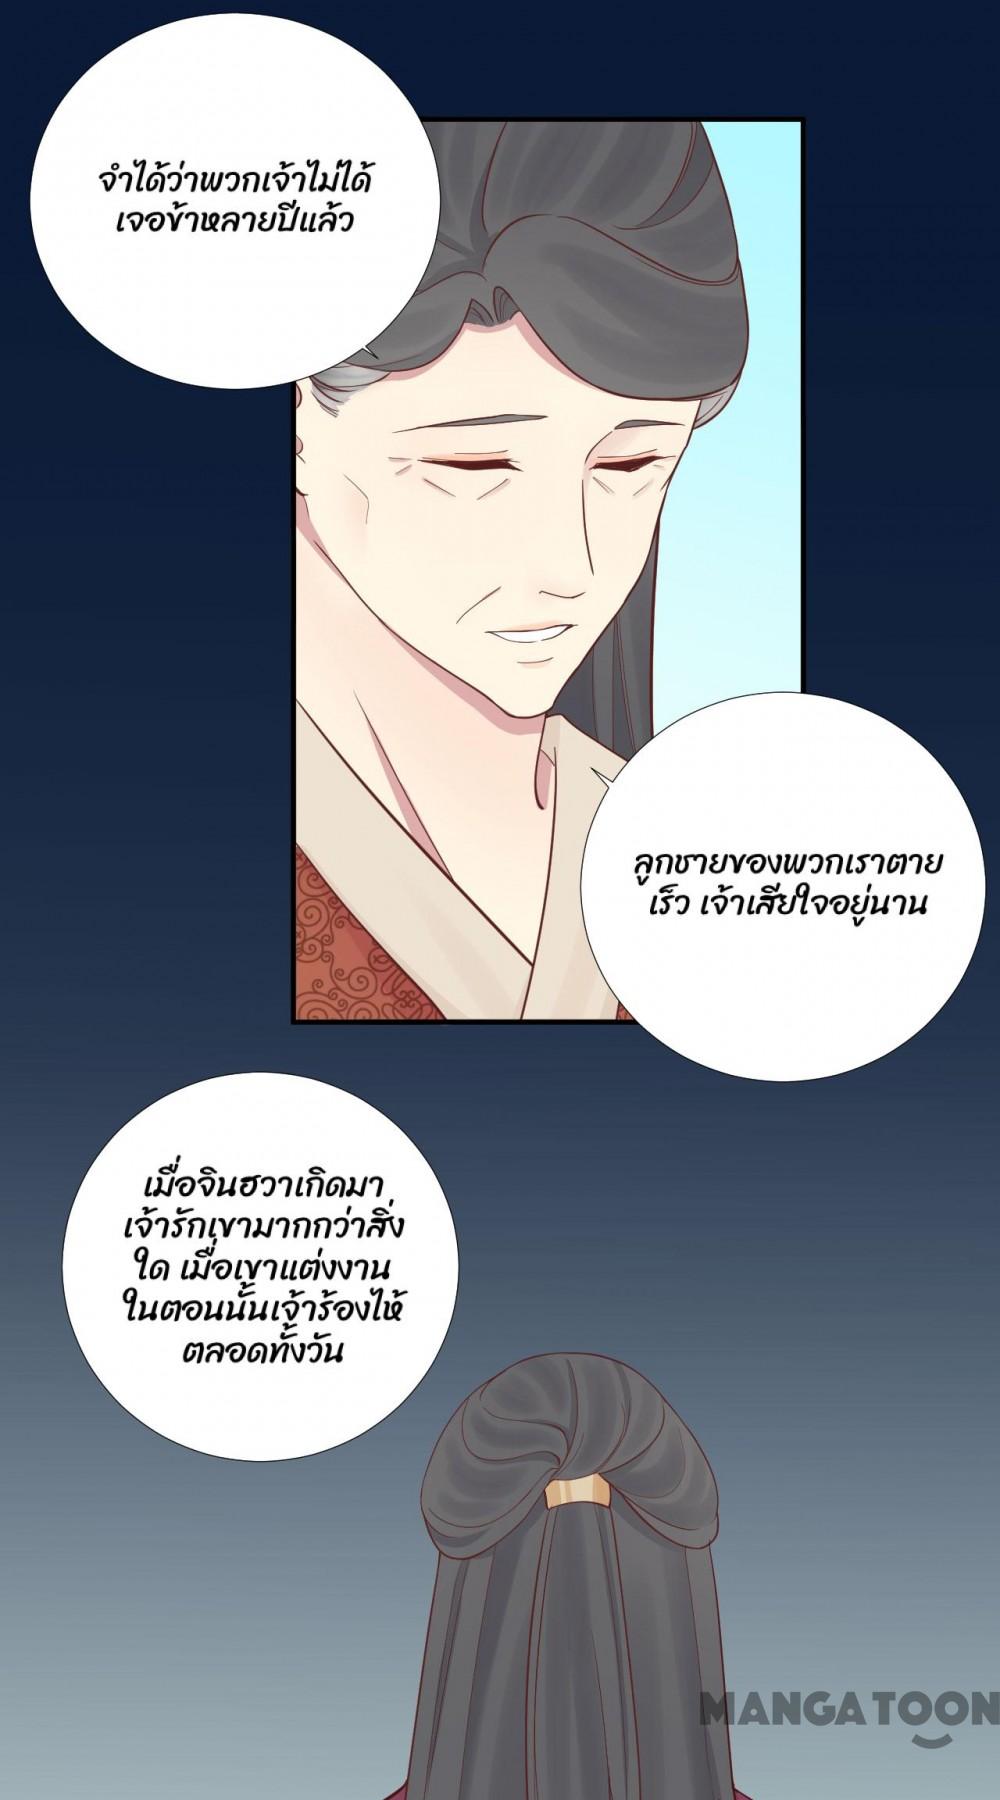 จำได้ว่าพวกเจ้าไม่ได้
เจอข้าหลายปีแล้ว
ลูกชายของพวกเราตาย
เร็ว เจ้าเสียใจอยู่นาน
เมื่อจินฮวาเกิดมา
เจ้ารักเขามากกว่าสิ่ง
ใด เมื่อเขาแต่งงาน
ในตอนนั้นเจ้าร้องไห้
ตลอดทั้งวัน
MANGATOON